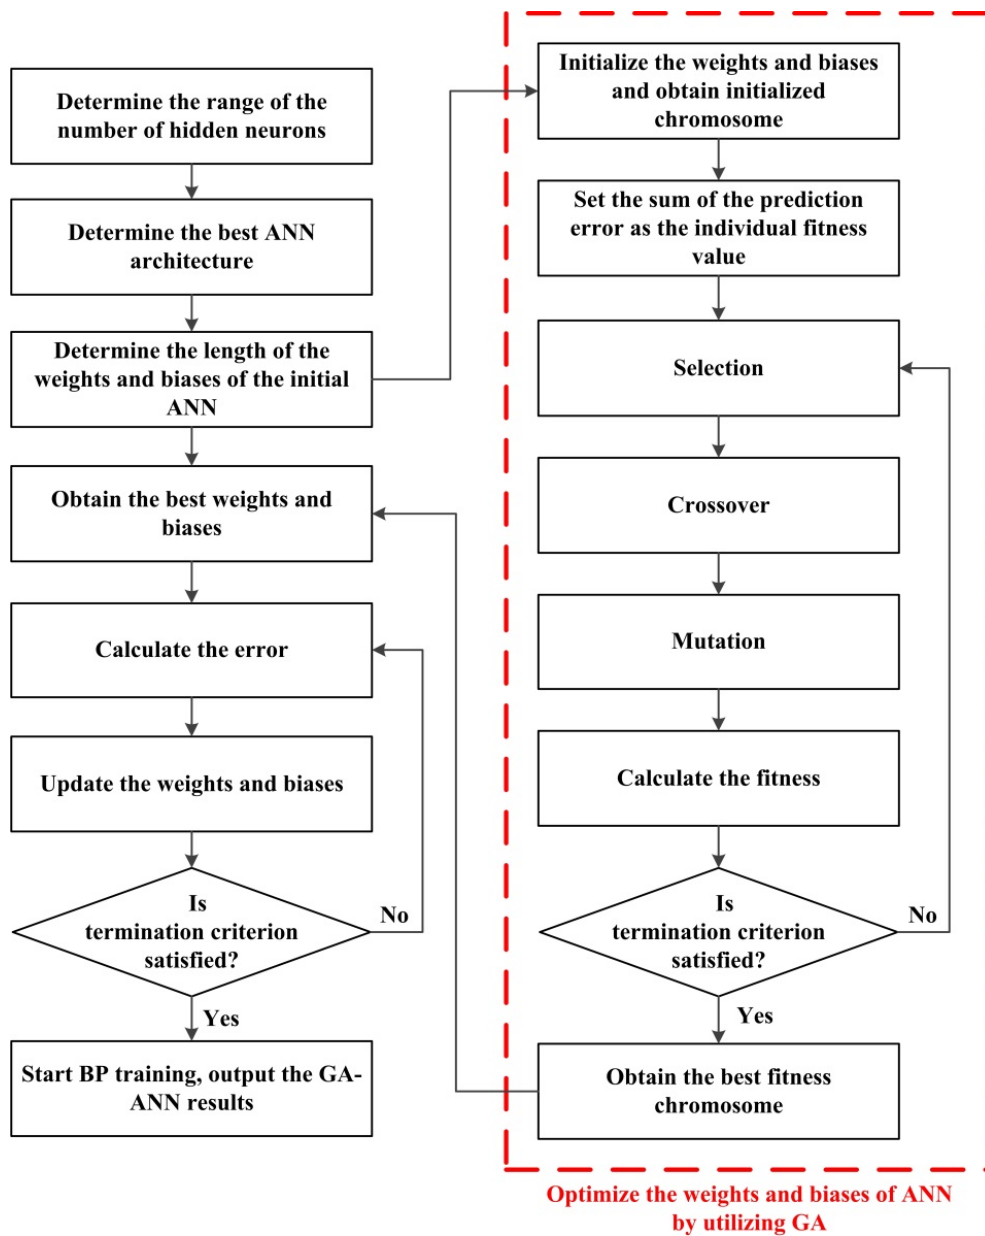 Determine the range of the
number of hidden neurons
Determine the best ANN
architecture
Determine the length of the
weights and biases of the initial
ANN
Obtain the best weights and
biases
Calculate the error
Update the weights and biases
Is
termination criterion
satisfied?
No
Yes
Start BP training, output the GA-
ANN results
Initialize the weights and biases
and obtain initialized
chromosome
Set the sum of the prediction
error as the individual fitness
value
Selection
Crossover
Mutation
Calculate the fitness
Is
termination criterion
satisfied?
No
Yes
Obtain the best fitness
chromosome
Optimize the weights and biases of ANN
by utilizing GA